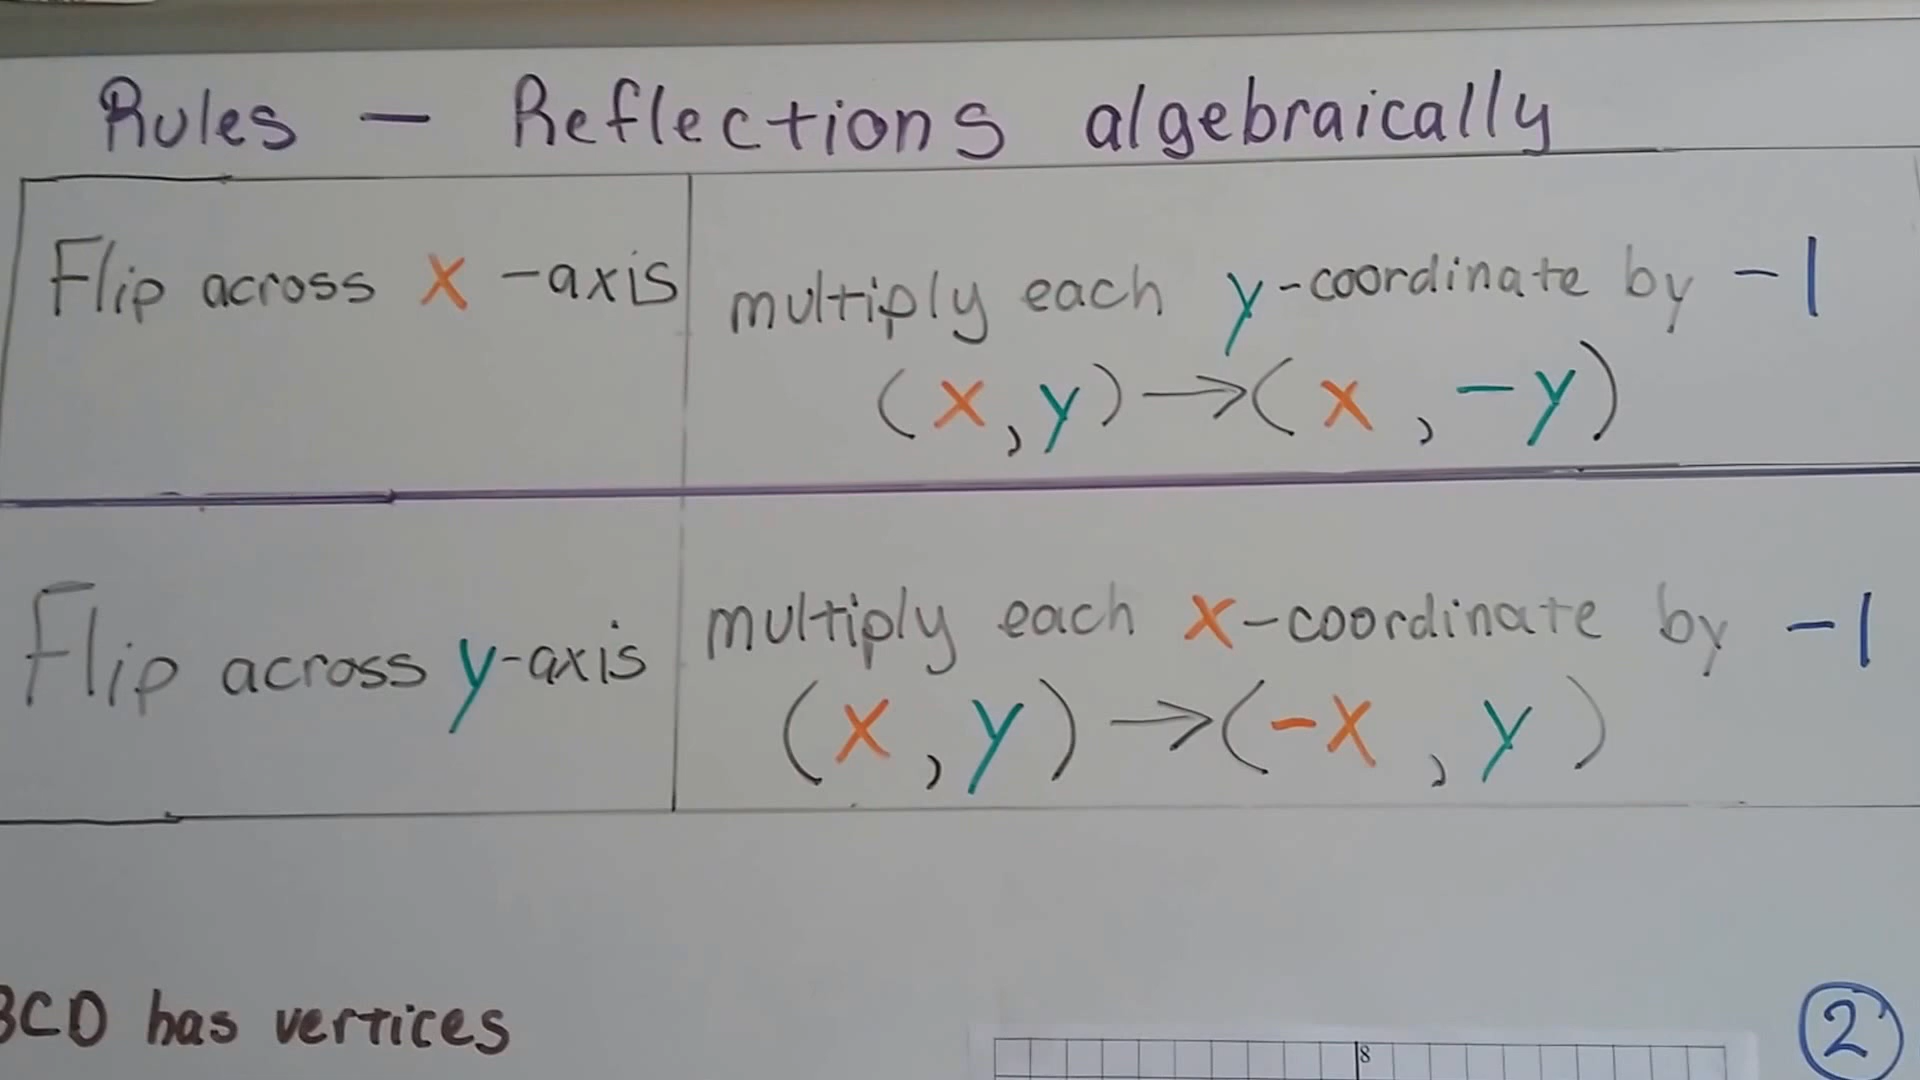 Rules — Reflections algebraically
Flip across x-axis
multiply each y-coordinate by -1
(x, y) → (x, -y)
Flip across y-axis
multiply each x-coordinate by -1
(x, y) → (-x, y)
BCD has vertices
2
8